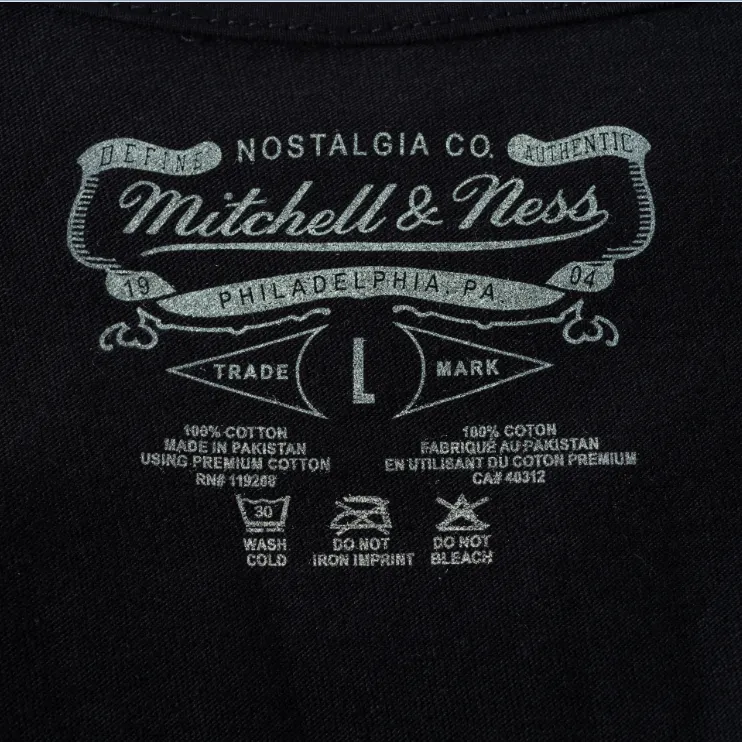 DEFINE NOSTALGIA CO. AUTHENTIC
Mitchell & Ness
19 PHILADELPHIA, PA. 04
TRADE L MARK
100% COTTON
MADE IN PAKISTAN
USING PREMIUM COTTON
RN# 119268
100% COTON
FABRIQUÉ AU PAKISTAN
EN UTILISANT DU COTON PREMIUM
CA# 40312
30
WASH
COLD
DO NOT
IRON IMPRINT
DO NOT
BLEACH